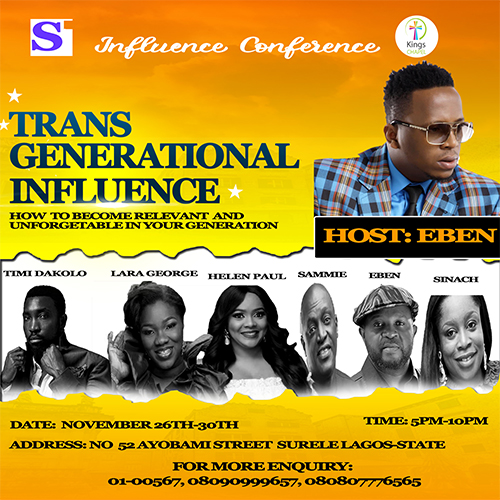 S
Influence Conference
Kings
CHAPEL
TRANS
GENERATIONAL
INFLUENCE
HOW TO BECOME RELEVANT AND
UNFORGETABLE IN YOUR GENERATION
HOST: EBEN
TIMI DAKOLO
LARA GEORGE
HELEN PAUL
SAMMIE
EBEN
SINACH
DATE: NOVEMBER 26TH-30TH
TIME: 5PM-10PM
ADDRESS: NO 52 AYOBAMI STREET SURELE LAGOS-STATE
FOR MORE ENQUIRY:
01-00567, 08090999657, 080807776565